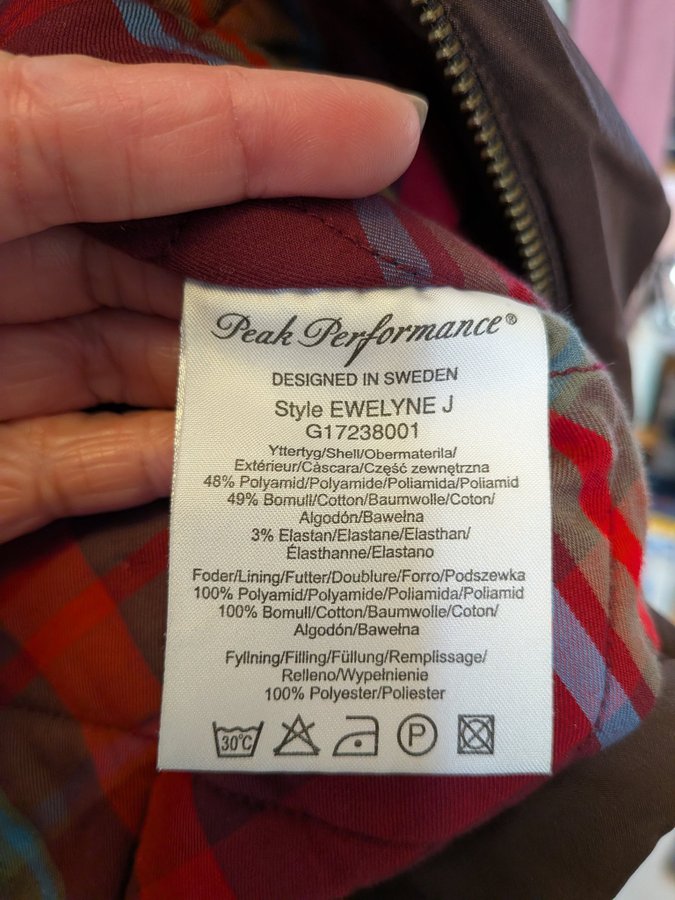 Peak Performance®
DESIGNED IN SWEDEN
Style EWELYNE J
G17238001
Yttertyg/Shell/Obermaterila/
Extérieur/Càscara/Część zewnętrzna
48% Polyamid/Polyamide/Poliamida/Poliamid
49% Bomull/Cotton/Baumwolle/Coton/
Algodón/Bawełna
3% Elastan/Elastane/Elasthan/
Élasthanne/Elastano
Foder/Lining/Futter/Doublure/Forro/Podszewka
100% Polyamid/Polyamide/Poliamida/Poliamid
100% Bomull/Cotton/Baumwolle/Coton/
Algodón/Bawełna
Fyllning/Filling/Füllung/Remplissage/
Relleno/Wypełnienie
100% Polyester/Poliester
30°C P